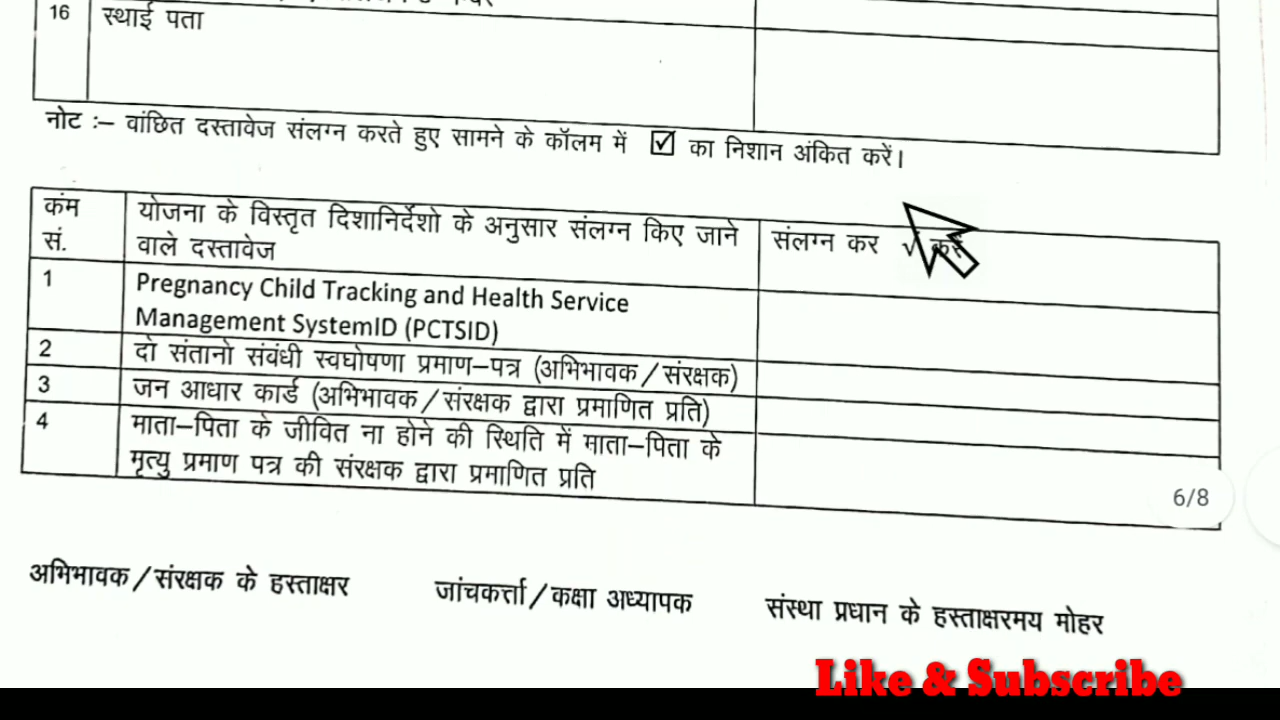 16 स्थाई पता
नोट :– वांछित दस्तावेज संलग्न करते हुए सामने के कॉलम में ☑ का निशान अंकित करें।
कंम योजना के विस्तृत दिशानिर्देशो के अनुसार संलग्न किए जाने संलग्न कर √ करें
सं. वाले दस्तावेज
1 Pregnancy Child Tracking and Health Service
Management SystemID (PCTSID)
2 दो संतानो संबंधी स्वघोषणा प्रमाण–पत्र (अभिभावक/संरक्षक)
3 जन आधार कार्ड (अभिभावक/संरक्षक द्वारा प्रमाणित प्रति)
4 माता–पिता के जीवित ना होने की स्थिति में माता–पिता के
मृत्यु प्रमाण पत्र की संरक्षक द्वारा प्रमाणित प्रति
6/8
अभिभावक/संरक्षक के हस्ताक्षर जांचकर्त्ता/कक्षा अध्यापक संस्था प्रधान के हस्ताक्षरमय मोहर
Like & Subscribe